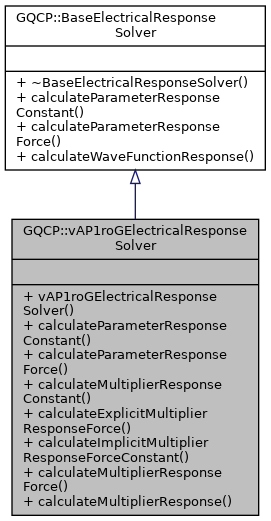 GQCP::BaseElectricalResponse
Solver
+ ~BaseElectricalResponseSolver()
+ calculateParameterResponse
Constant()
+ calculateParameterResponse
Force()
+ calculateWaveFunctionResponse()
GQCP::vAP1roGElectricalResponse
Solver
+ vAP1roGElectricalResponse
Solver()
+ calculateParameterResponse
Constant()
+ calculateParameterResponse
Force()
+ calculateMultiplierResponse
Constant()
+ calculateExplicitMultiplier
ResponseForce()
+ calculateImplicitMultiplier
ResponseForceConstant()
+ calculateMultiplierResponse
Force()
+ calculateMultiplierResponse()